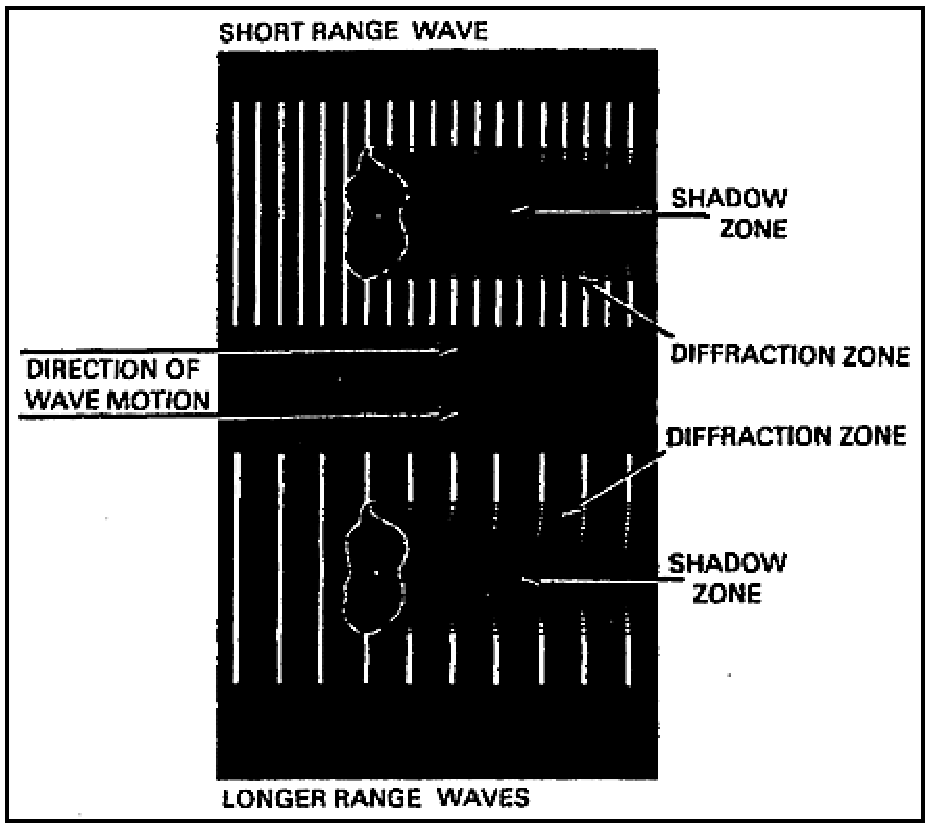 SHORT RANGE WAVE
SHADOW
ZONE
DIFFRACTION ZONE
DIRECTION OF
WAVE MOTION
DIFFRACTION ZONE
SHADOW
ZONE
LONGER RANGE WAVES